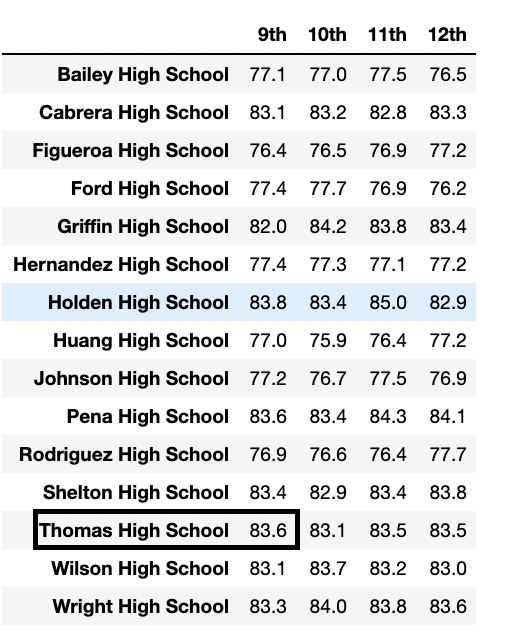 9th 10th 11th 12th
Bailey High School 77.1 77.0 77.5 76.5
Cabrera High School 83.1 83.2 82.8 83.3
Figueroa High School 76.4 76.5 76.9 77.2
Ford High School 77.4 77.7 76.9 76.2
Griffin High School 82.0 84.2 83.8 83.4
Hernandez High School 77.4 77.3 77.1 77.2
Holden High School 83.8 83.4 85.0 82.9
Huang High School 77.0 75.9 76.4 77.2
Johnson High School 77.2 76.7 77.5 76.9
Pena High School 83.6 83.4 84.3 84.1
Rodriguez High School 76.9 76.6 76.4 77.7
Shelton High School 83.4 82.9 83.4 83.8
Thomas High School 83.6 83.1 83.5 83.5
Wilson High School 83.1 83.7 83.2 83.0
Wright High School 83.3 84.0 83.8 83.6